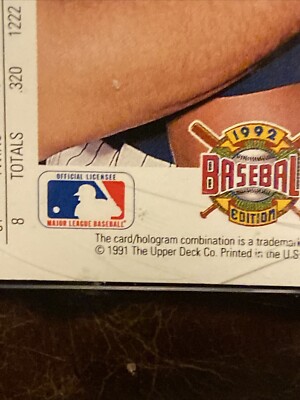 8 TOTALS .320 1222
1992
BASEBAL
EDITION
OFFICIAL LICENSEE
MAJOR LEAGUE BASEBALL
The card/hologram combination is a tradema
© 1991 The Upper Deck Co. Printed in the U.S